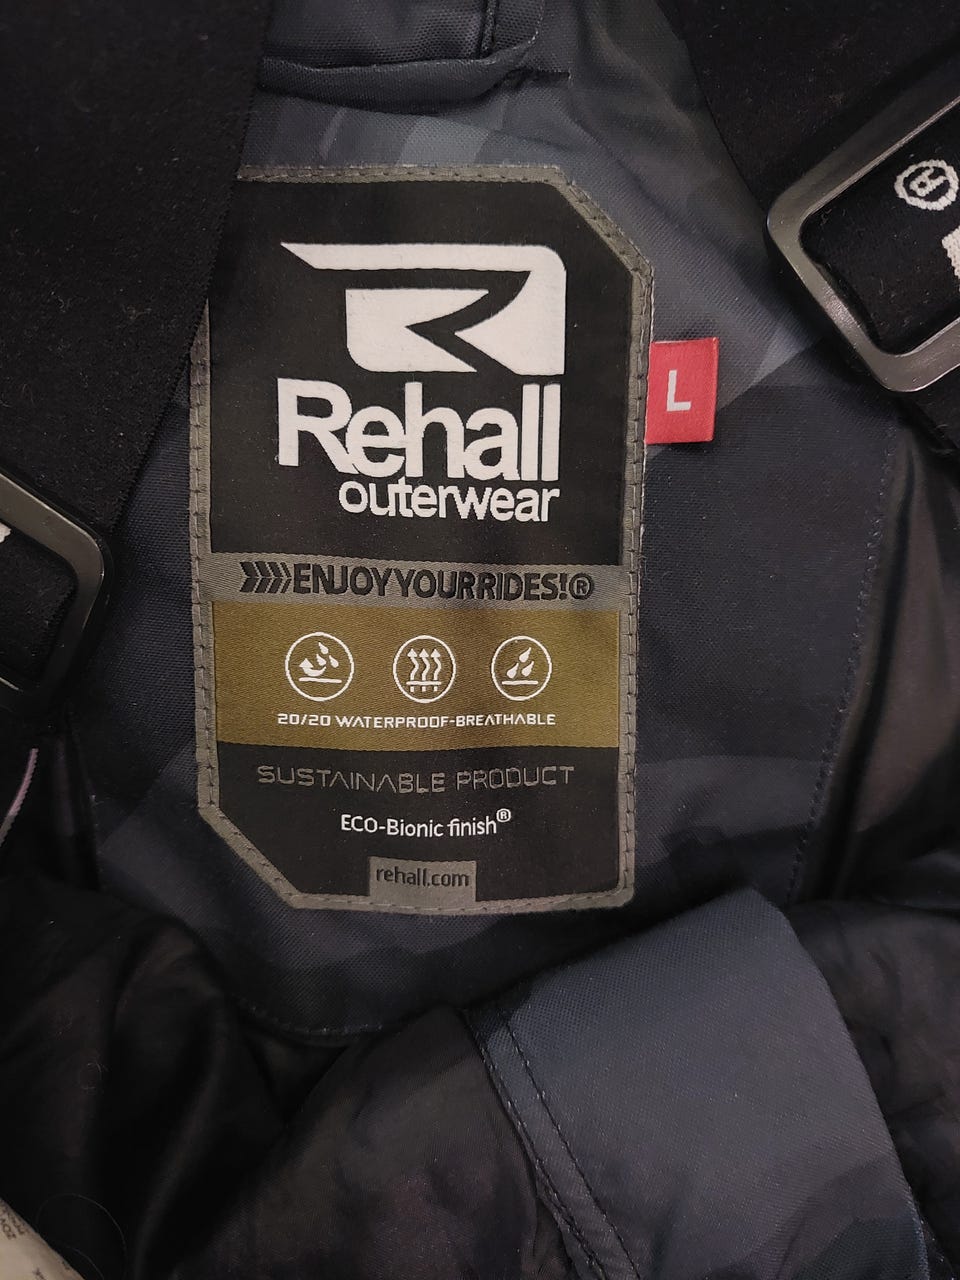 ®
Rehall
L
outerwear
ENJOYYOURRIDES!®
20/20 WATERPROOF-BREATHABLE
SUSTAINABLE PRODUCT
ECO-Bionic finish®
rehall.com